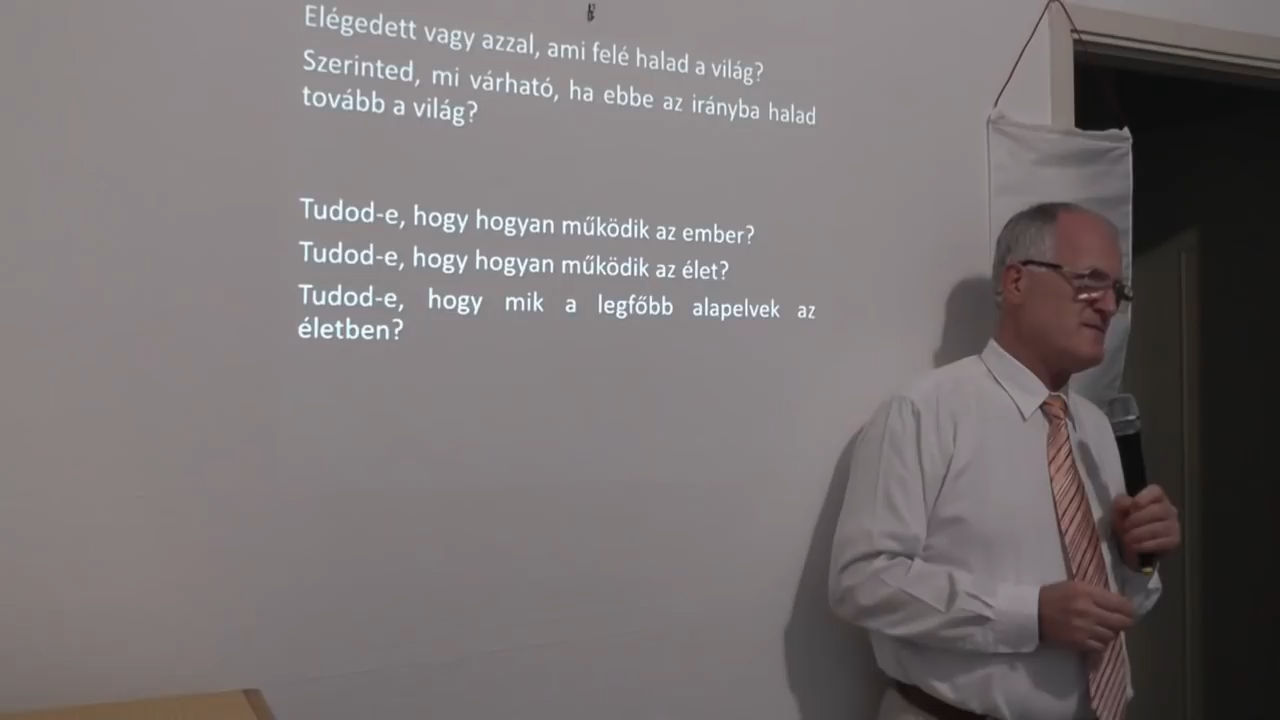 Elégedett vagy azzal, ami felé halad a világ?
Szerinted, mi várható, ha ebbe az irányba halad
tovább a világ?
Tudod-e, hogy hogyan működik az ember?
Tudod-e, hogy hogyan működik az élet?
Tudod-e, hogy mik a legfőbb alapelvek az
életben?